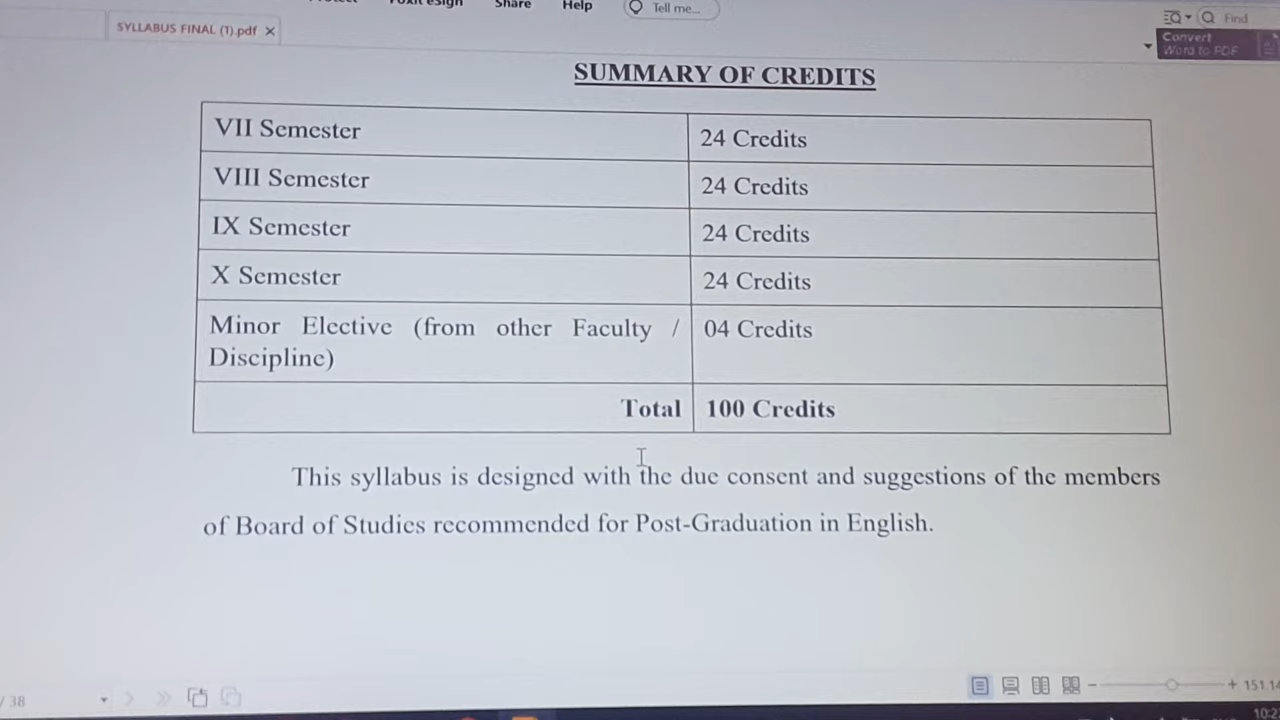 Share
Help
Tell me...
SYLLABUS FINAL (1).pdf
Find
Convert
Word to PDF
SUMMARY OF CREDITS
VII Semester
24 Credits
VIII Semester
24 Credits
IX Semester
24 Credits
X Semester
24 Credits
Minor Elective (from other Faculty /
Discipline)
04 Credits
Total
100 Credits
This syllabus is designed with the due consent and suggestions of the members
of Board of Studies recommended for Post-Graduation in English.
/ 38
151.14